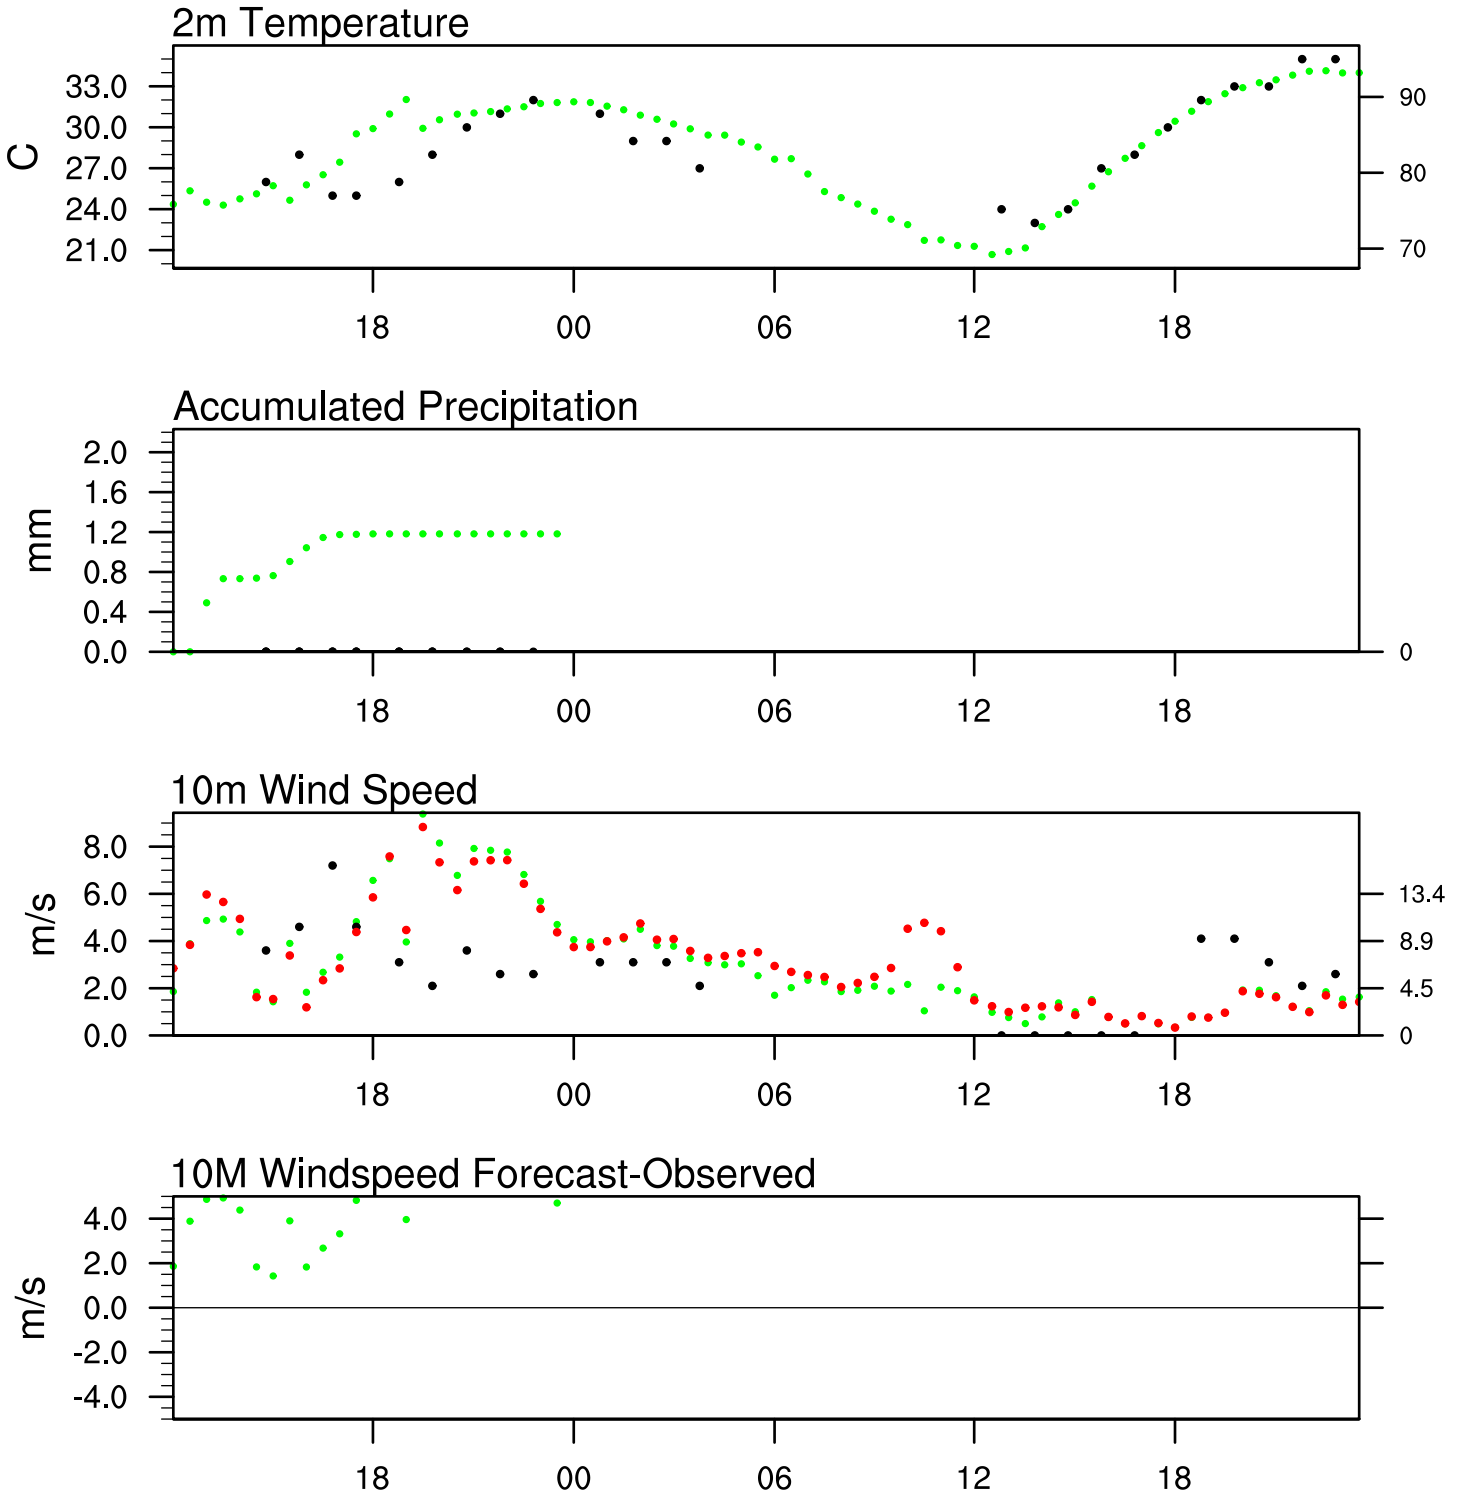 2m Temperature
33.0
30.0
27.0
24.0
21.0
C
90
80
70
18 00 06 12 18
Accumulated Precipitation
2.0
1.6
1.2
0.8
0.4
0.0
mm
0
18 00 06 12 18
10m Wind Speed
8.0
6.0
4.0
2.0
0.0
m/s
13.4
8.9
4.5
0
18 00 06 12 18
10M Windspeed Forecast-Observed
4.0
2.0
0.0
-2.0
-4.0
m/s
18 00 06 12 18